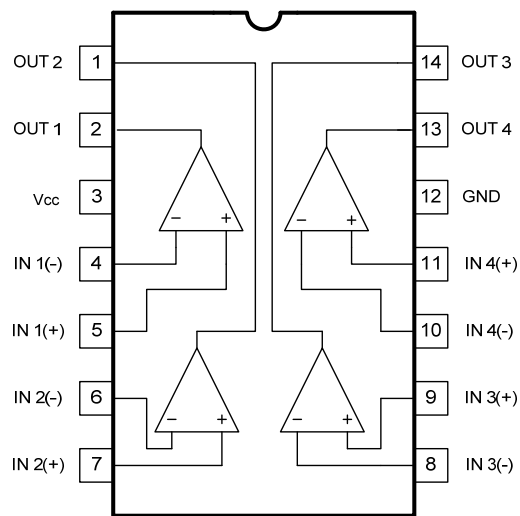 OUT 2 1 14 OUT 3
OUT 1 2 13 OUT 4
Vcc 3 12 GND
- + - +
IN 1(-) 4 11 IN 4(+)
IN 1(+) 5 10 IN 4(-)
IN 2(-) 6 9 IN 3(+)
- + - +
IN 2(+) 7 8 IN 3(-)